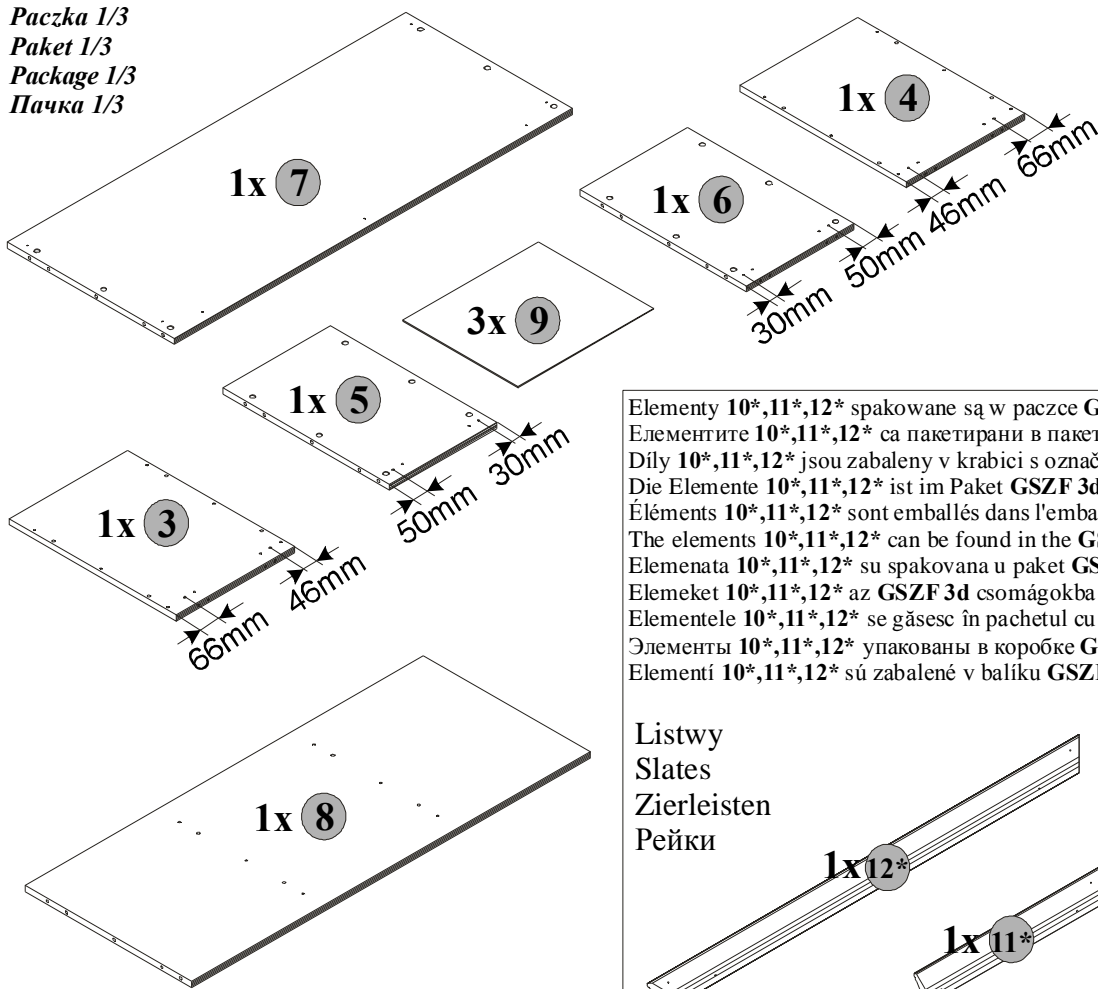 Paczka 1/3
Paket 1/3
Package 1/3
Пачка 1/3
1x 4
66mm
46mm
1x 7
1x 6
50mm
30mm
3x 9
1x 5
30mm
50mm
1x 3
46mm
66mm
1x 8
Elementy 10*,11*,12* spakowane są w paczce
Елементите 10*,11*,12* са пакетирани в
Díly 10*,11*,12* jsou zabaleny v krabici s
Die Elemente 10*,11*,12* ist im Paket GSZF 3d
Éléments 10*,11*,12* sont emballés dans
The elements 10*,11*,12* can be found in the
Elemenata 10*,11*,12* su spakovana u paket
Elemeket 10*,11*,12* az GSZF 3d csomágokba
Elementele 10*,11*,12* se găsesc în pachetul cu
Элементы 10*,11*,12* упакованы в коробке
Elementí 10*,11*,12* sú zabalené v balíku
Listwy
Slates
Zierleisten
Рейки
1x 12*
1x 11*